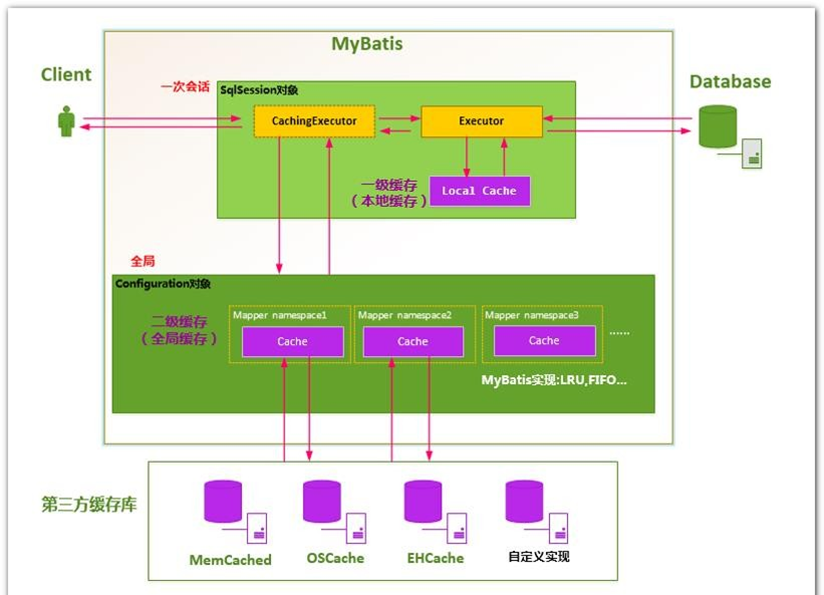 MyBatis
Client
Database
一次会话
SqlSession对象
CachingExecutor
Executor
一级缓存
（本地缓存）
Local Cache
全局
Configuration对象
二级缓存
（全局缓存）
Mapper namespace1
Cache
Mapper namespace2
Cache
Mapper namespace3
Cache
......
MyBatis实现:LRU,FIFO...
第三方缓存库
MemCached
OSCache
EHCache
自定义实现